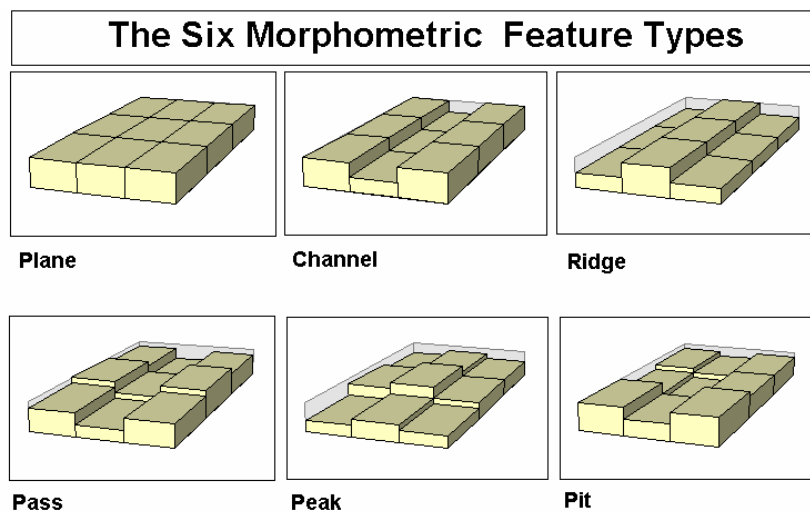 The Six Morphometric Feature Types
Plane
Channel
Ridge
Pass
Peak
Pit